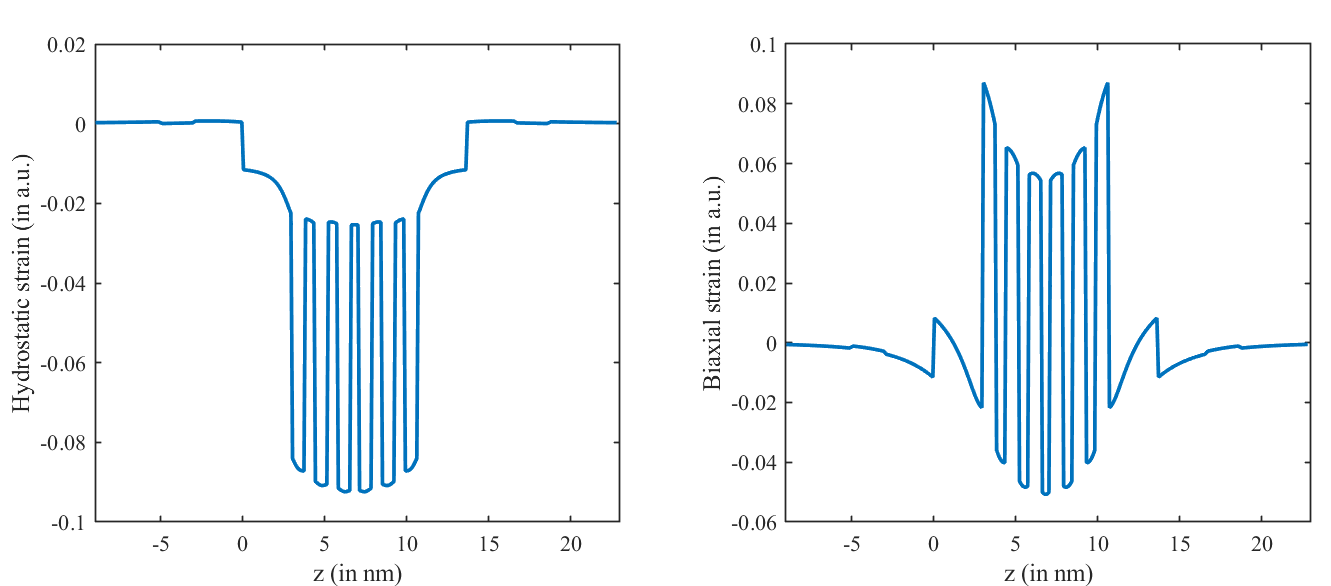 Hydrostatic strain (in a.u.)
0.02
0
-0.02
-0.04
-0.06
-0.08
-0.1
-5 0 5 10 15 20
z (in nm)
Biaxial strain (in a.u.)
0.1
0.08
0.06
0.04
0.02
0
-0.02
-0.04
-0.06
-5 0 5 10 15 20
z (in nm)